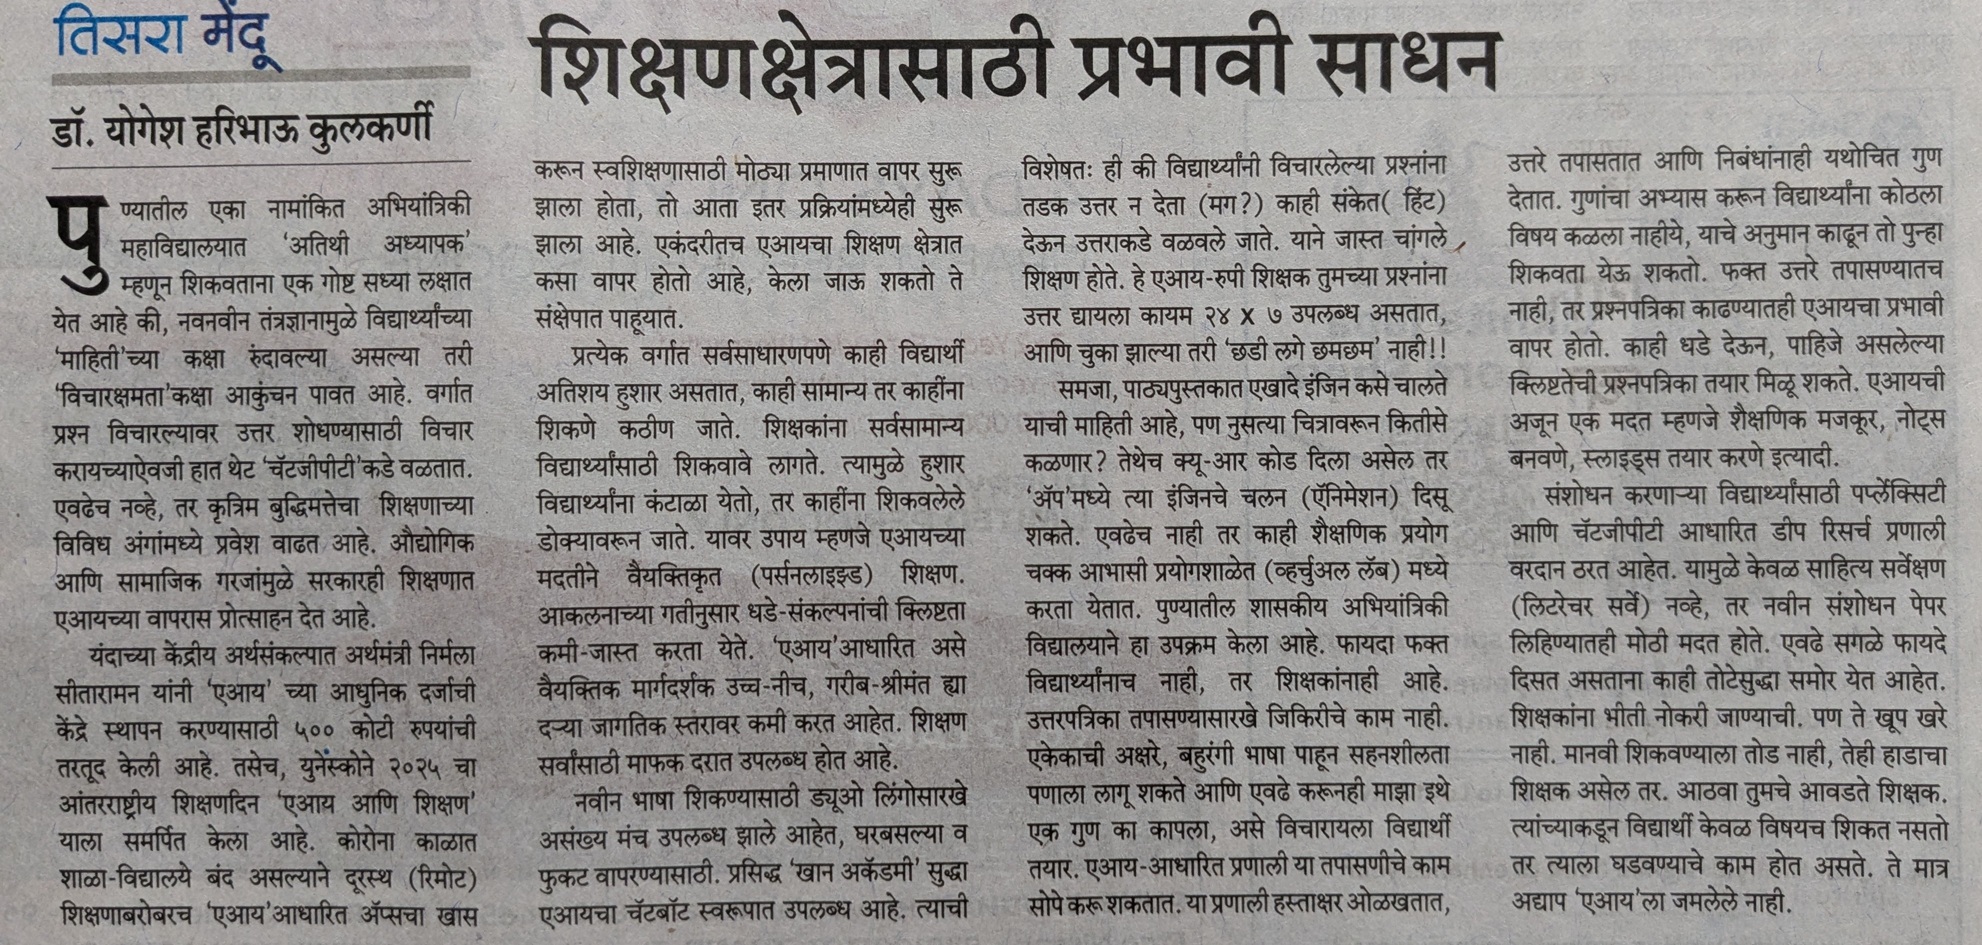 तिसरा मेंदू
शिक्षणक्षेत्रासाठी प्रभावी साधन
डॉ. योगेश हरिभाऊ कुलकर्णी
पुण्यातील एका नामांकित अभियांत्रिकी
महाविद्यालयात ‘अतिथी अध्यापक’
म्हणून शिकवताना एक गोष्ट सध्या लक्षात
येत आहे की, नवनवीन तंत्रज्ञानामुळे विद्यार्थ्यांच्या
‘माहिती’च्या कक्षा रुंदावल्या असल्या तरी
‘विचारक्षमता’कक्षा आकुंचन पावत आहे. वर्गात
प्रश्न विचारल्यावर उत्तर शोधण्यासाठी विचार
करायच्याऐवजी हात थेट ‘चॅटजीपीटी’कडे वळतात.
एवढेच नव्हे, तर कृत्रिम बुद्धिमत्तेचा शिक्षणाच्या
विविध अंगांमध्ये प्रवेश वाढत आहे. औद्योगिक
आणि सामाजिक गरजांमुळे सरकारही शिक्षणात
एआयच्या वापरास प्रोत्साहन देत आहे.
यंदाच्या केंद्रीय अर्थसंकल्पात अर्थमंत्री निर्मला
सीतारामन यांनी ‘एआय’ च्या आधुनिक दर्जाची
केंद्रे स्थापन करण्यासाठी ५०० कोटी रुपयांची
तरतूद केली आहे. तसेच, युनेस्कोने २०२५ चा
आंतरराष्ट्रीय शिक्षणदिन ‘एआय आणि शिक्षण’
याला समर्पित केला आहे. कोरोना काळात
शाळा-विद्यालये बंद असल्याने दूरस्थ (रिमोट)
शिक्षणाबरोबरच ‘एआय’आधारित ॲप्सचा खास
करून स्वशिक्षणासाठी मोठ्या प्रमाणात वापर सुरू
झाला होता, तो आता इतर प्रक्रियांमध्येही सुरू
झाला आहे. एकंदरीतच एआयचा शिक्षण क्षेत्रात
कसा वापर होतो आहे, केला जाऊ शकतो ते
संक्षेपात पाहूयात.
प्रत्येक वर्गात सर्वसाधारणपणे काही विद्यार्थी
अतिशय हुशार असतात, काही सामान्य तर काहींना
शिकणे कठीण जाते. शिक्षकांना सर्वसामान्य
विद्यार्थ्यांसाठी शिकवावे लागते. त्यामुळे हुशार
विद्यार्थ्यांना कंटाळा येतो, तर काहींना शिकवलेले
डोक्यावरून जाते. यावर उपाय म्हणजे एआयच्या
मदतीने वैयक्तिकृत (पर्सनलाइझ्ड) शिक्षण.
आकलनाच्या गतीनुसार धडे-संकल्पनांची क्लिष्टता
कमी-जास्त करता येते. ‘एआय’आधारित असे
वैयक्तिक मार्गदर्शक उच्च-नीच, गरीब-श्रीमंत ह्या
दऱ्या जागतिक स्तरावर कमी करत आहेत. शिक्षण
सर्वांसाठी माफक दरात उपलब्ध होत आहे.
नवीन भाषा शिकण्यासाठी ड्यूओ लिंगोसारखे
असंख्य मंच उपलब्ध झाले आहेत, घरबसल्या व
फुकट वापरण्यासाठी. प्रसिद्ध ‘खान अकॅडमी’ सुद्धा
एआयचा चॅटबॉट स्वरूपात उपलब्ध आहे. त्याची
विशेषतः ही की विद्यार्थ्यांनी विचारलेल्या प्रश्नांना
तडक उत्तर न देता (मग?) काही संकेत( हिंट)
देऊन उत्तराकडे वळवले जाते. याने जास्त चांगले
शिक्षण होते. हे एआय-रुपी शिक्षक तुमच्या प्रश्नांना
उत्तर द्यायला कायम २४ x ७ उपलब्ध असतात,
आणि चुका झाल्या तरी ‘छडी लगे छमछम’ नाही!!
समजा, पाठ्यपुस्तकात एखादे इंजिन कसे चालते
याची माहिती आहे, पण नुसत्या चित्रावरून कितीसे
कळणार? तेथेच क्यू-आर कोड दिला असेल तर
‘ॲप’मध्ये त्या इंजिनचे चलन (ऍनिमेशन) दिसू
शकते. एवढेच नाही तर काही शैक्षणिक प्रयोग
चक्क आभासी प्रयोगशाळेत (व्हर्चुअल लॅब) मध्ये
करता येतात. पुण्यातील शासकीय अभियांत्रिकी
विद्यालयाने हा उपक्रम केला आहे. फायदा फक्त
विद्यार्थ्यांनाच नाही, तर शिक्षकांनाही आहे.
उत्तरपत्रिका तपासण्यासारखे जिकिरीचे काम नाही.
एकेकाची अक्षरे, बहुरंगी भाषा पाहून सहनशीलता
पणाला लागू शकते आणि एवढे करूनही माझा इथे
एक गुण का कापला, असे विचारायला विद्यार्थी
तयार. एआय-आधारित प्रणाली या तपासणीचे काम
सोपे करू शकतात. या प्रणाली हस्ताक्षर ओळखतात,
उत्तरे तपासतात आणि निबंधांनाही यथोचित गुण
देतात. गुणांचा अभ्यास करून विद्यार्थ्यांना कोठला
विषय कळला नाहीये, याचे अनुमान काढून तो पुन्हा
शिकवता येऊ शकतो. फक्त उत्तरे तपासण्यातच
नाही, तर प्रश्नपत्रिका काढण्यातही एआयचा प्रभावी
वापर होतो. काही धडे देऊन, पाहिजे असलेल्या
क्लिष्टतेची प्रश्नपत्रिका तयार मिळू शकते. एआयची
अजून एक मदत म्हणजे शैक्षणिक मजकूर, नोट्स
बनवणे, स्लाइड्स तयार करणे इत्यादी.
संशोधन करणाऱ्या विद्यार्थ्यांसाठी पर्प्लेक्सिटी
आणि चॅटजीपीटी आधारित डीप रिसर्च प्रणाली
वरदान ठरत आहेत. यामुळे केवळ साहित्य सर्वेक्षण
(लिटरेचर सर्वे) नव्हे, तर नवीन संशोधन पेपर
लिहिण्यातही मोठी मदत होते. एवढे सगळे फायदे
दिसत असताना काही तोटेसुद्धा समोर येत आहेत.
शिक्षकांना भीती नोकरी जाण्याची. पण ते खूप खरे
नाही. मानवी शिकवण्याला तोड नाही, तेही हाडाचा
शिक्षक असेल तर. आठवा तुमचे आवडते शिक्षक.
त्यांच्याकडून विद्यार्थी केवळ विषयच शिकत नसतो
तर त्याला घडवण्याचे काम होत असते. ते मात्र
अद्याप ‘एआय’ला जमलेले नाही.